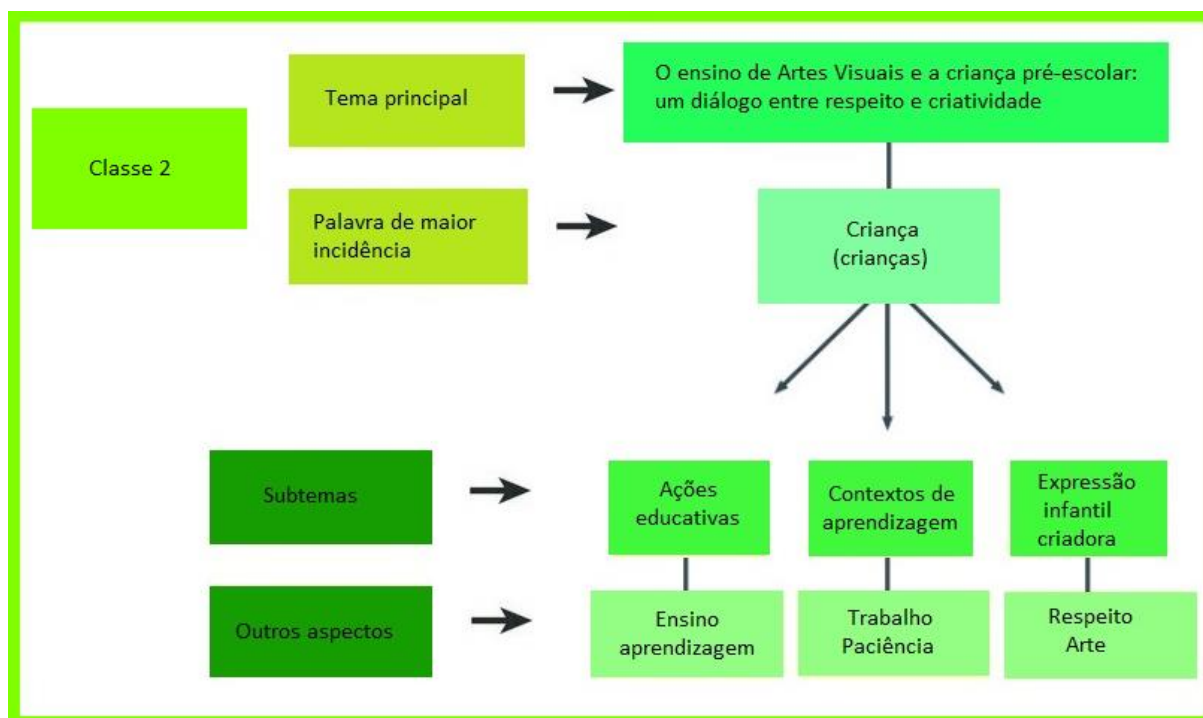 Classe 2
Tema principal
O ensino de Artes Visuais e a criança pré-escolar:
um diálogo entre respeito e criatividade
Palavra de maior
incidência
Criança
(crianças)
Subtemas
Ações
educativas
Contextos de
aprendizagem
Expressão
infantil
criadora
Outros aspectos
Ensino
aprendizagem
Trabalho
Paciência
Respeito
Arte